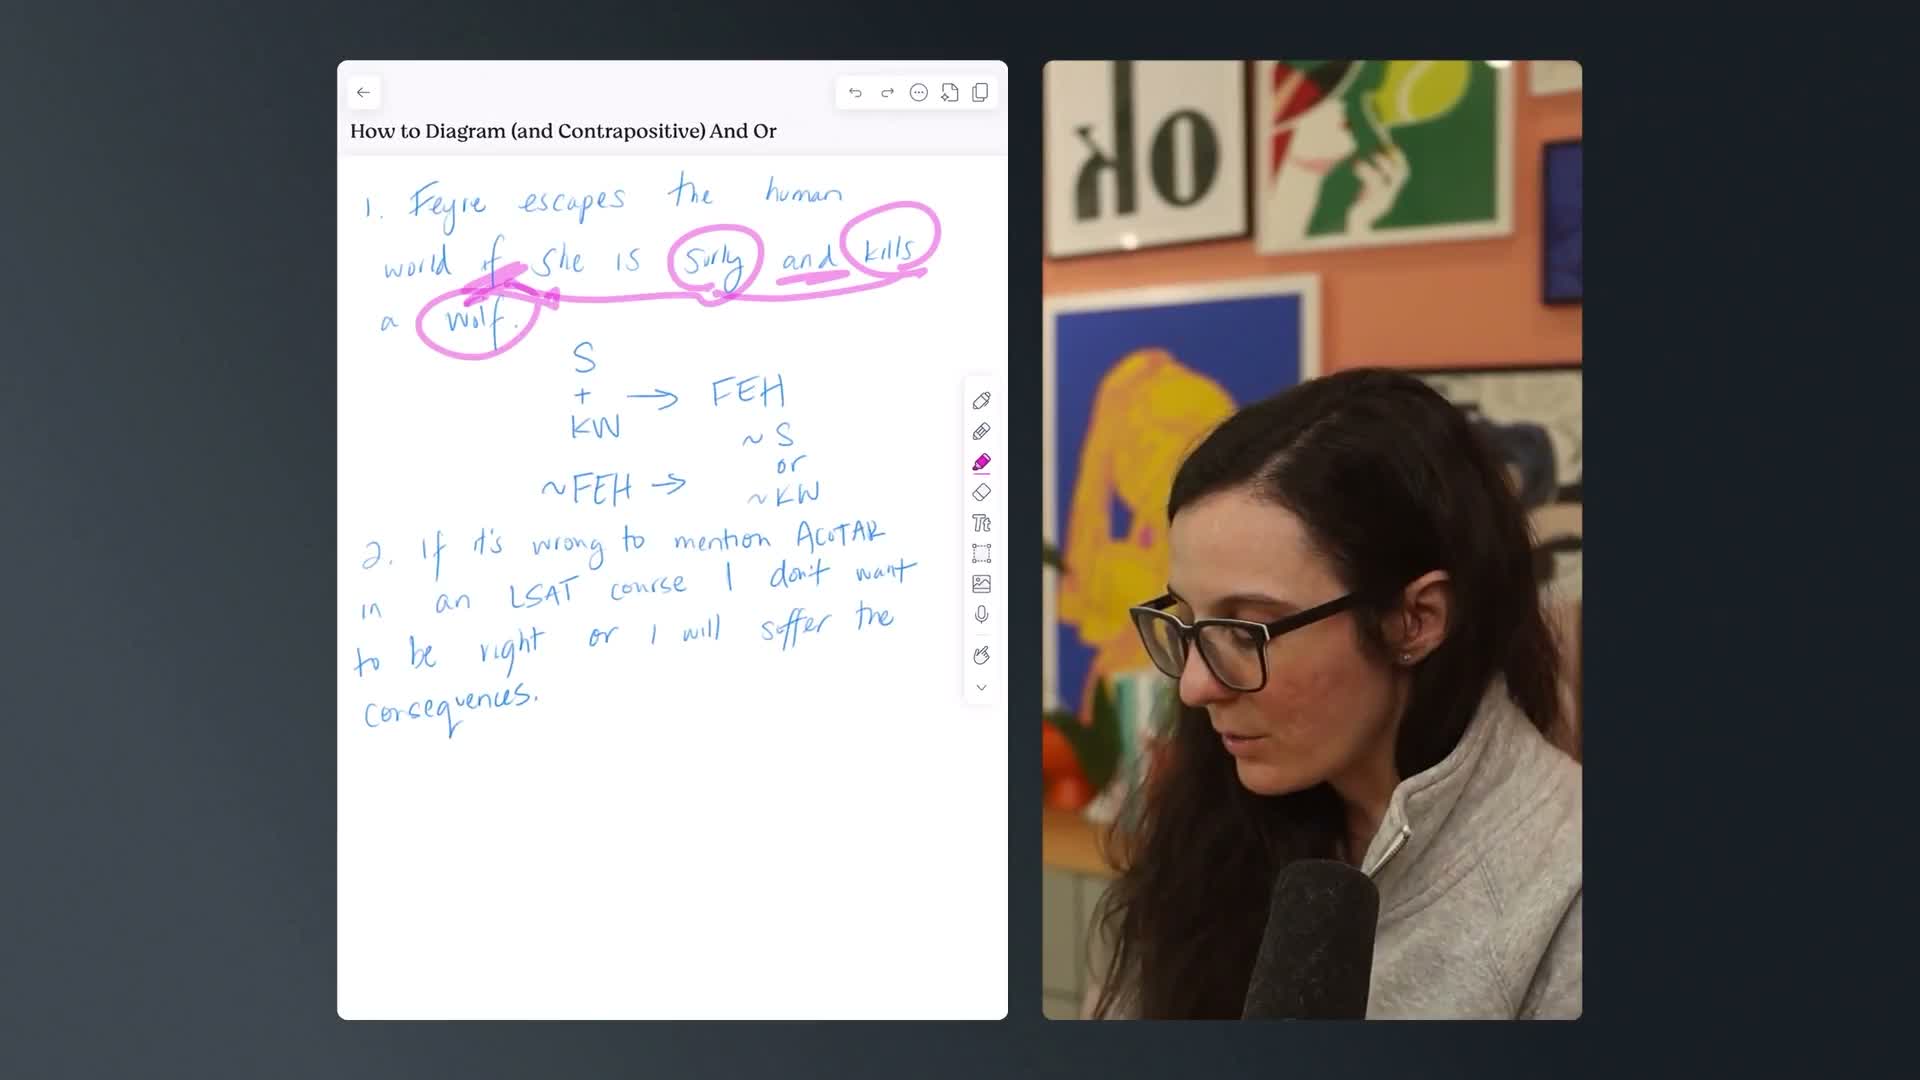 How to Diagram (and Contrapositive) And Or
1. Feyre escapes the human
world if she is surly and kills
a wolf.
S
+
KW → FEH
~FEH → ~S
or
~KW
2. If it's wrong to mention ACOTAR
in an LSAT course I don't want
to be right or I will suffer the
consequences.
Tt
ok